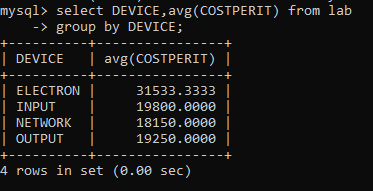 mysql> select DEVICE,avg(COSTPERIT) from lab
    -> group by DEVICE;
+----------+----------------+
| DEVICE   | avg(COSTPERIT) |
+----------+----------------+
| ELECTRON |     31533.3333 |
| INPUT    |     19800.0000 |
| NETWORK  |     18150.0000 |
| OUTPUT   |     19250.0000 |
+----------+----------------+
4 rows in set (0.00 sec)